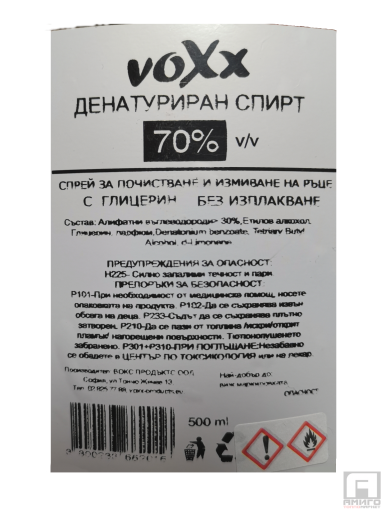 voXx
ДЕНАТУРИРАН СПИРТ
70% v/v
СПРЕЙ ЗА ПОЧИСТВАНЕ И ИЗМИВАНЕ НА РЪЦЕ
С ГЛИЦЕРИН БЕЗ ИЗПЛАКВАНЕ
Състав: Алифатни въглеводороди 30%, Етилов алкохол,
Глицерин, парфюм, Denatonium benzoate, Tetriary Butyl
Alcohol, d-Limonene
ПРЕДУПРЕЖДЕНИЯ ЗА ОПАСНОСТ:
H225- Силно запалими течност и пари.
ПРЕПОРЪКИ ЗА БЕЗОПАСНОСТ:
P101-При необходимост от медицинска помощ, носете
опаковката на продукта. P102-Да се съхранява извън
обсега на деца. P233-Съдът да се съхранява плътно
затворен. P210-Да се пази от топлина /искри/открит
пламък/ нагорещени повърхности. Тютюнопушенето
забранено. P301+P310-ПРИ ПОГЛЪЩАНЕ:Незабавно
се обадете в ЦЕНТЪР ПО ТОКСИКОЛОГИЯ или на лекар.
Производител: ВОКС ПРОДУКТС ООД
София, ул
Най-добър до:
ОПАСНОСТ
500 ml
АМИГО